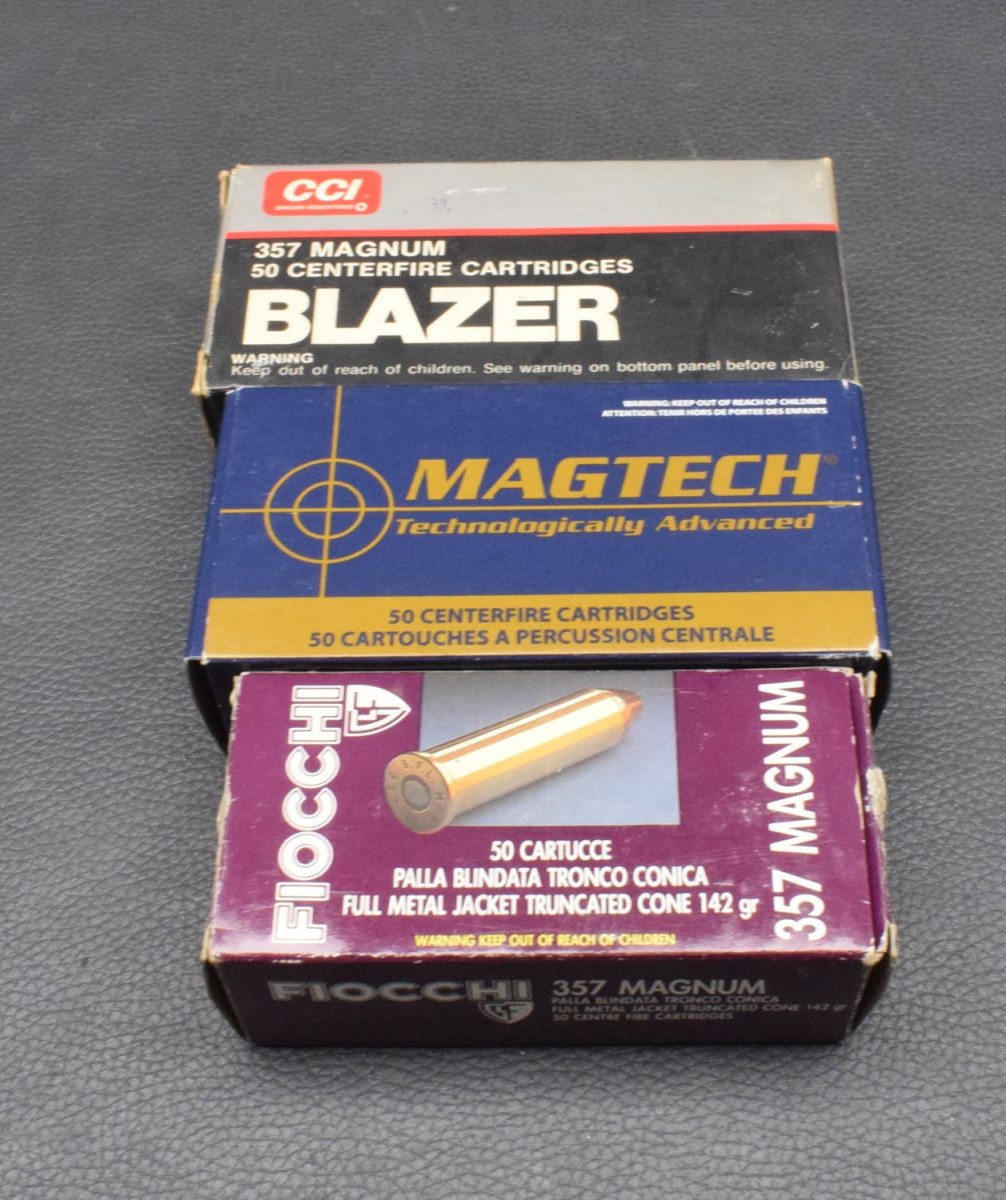 CCI
357 MAGNUM
50 CENTERFIRE CARTRIDGES
BLAZER
WARNING
Keep out of reach of children. See warning on bottom panel before using.
WARNING: KEEP OUT OF REACH OF CHILDREN
ATTENTION: TENIR HORS DE PORTEE DES ENFANTS
MAGTECH®
Technologically Advanced
50 CENTERFIRE CARTRIDGES
50 CARTOUCHES A PERCUSSION CENTRALE
FIOCCHI
357 MAGNUM
50 CARTUCCE
PALLA BLINDATA TRONCO CONICA
FULL METAL JACKET TRUNCATED CONE 142 gr
WARNING KEEP OUT OF REACH OF CHILDREN
FIOCCHI
357 MAGNUM
PALLA BLINDATA TRONCO CONICA
FULL METAL JACKET TRUNCATED CONE 142 gr
50 CENTRE FIRE CARTRIDGES